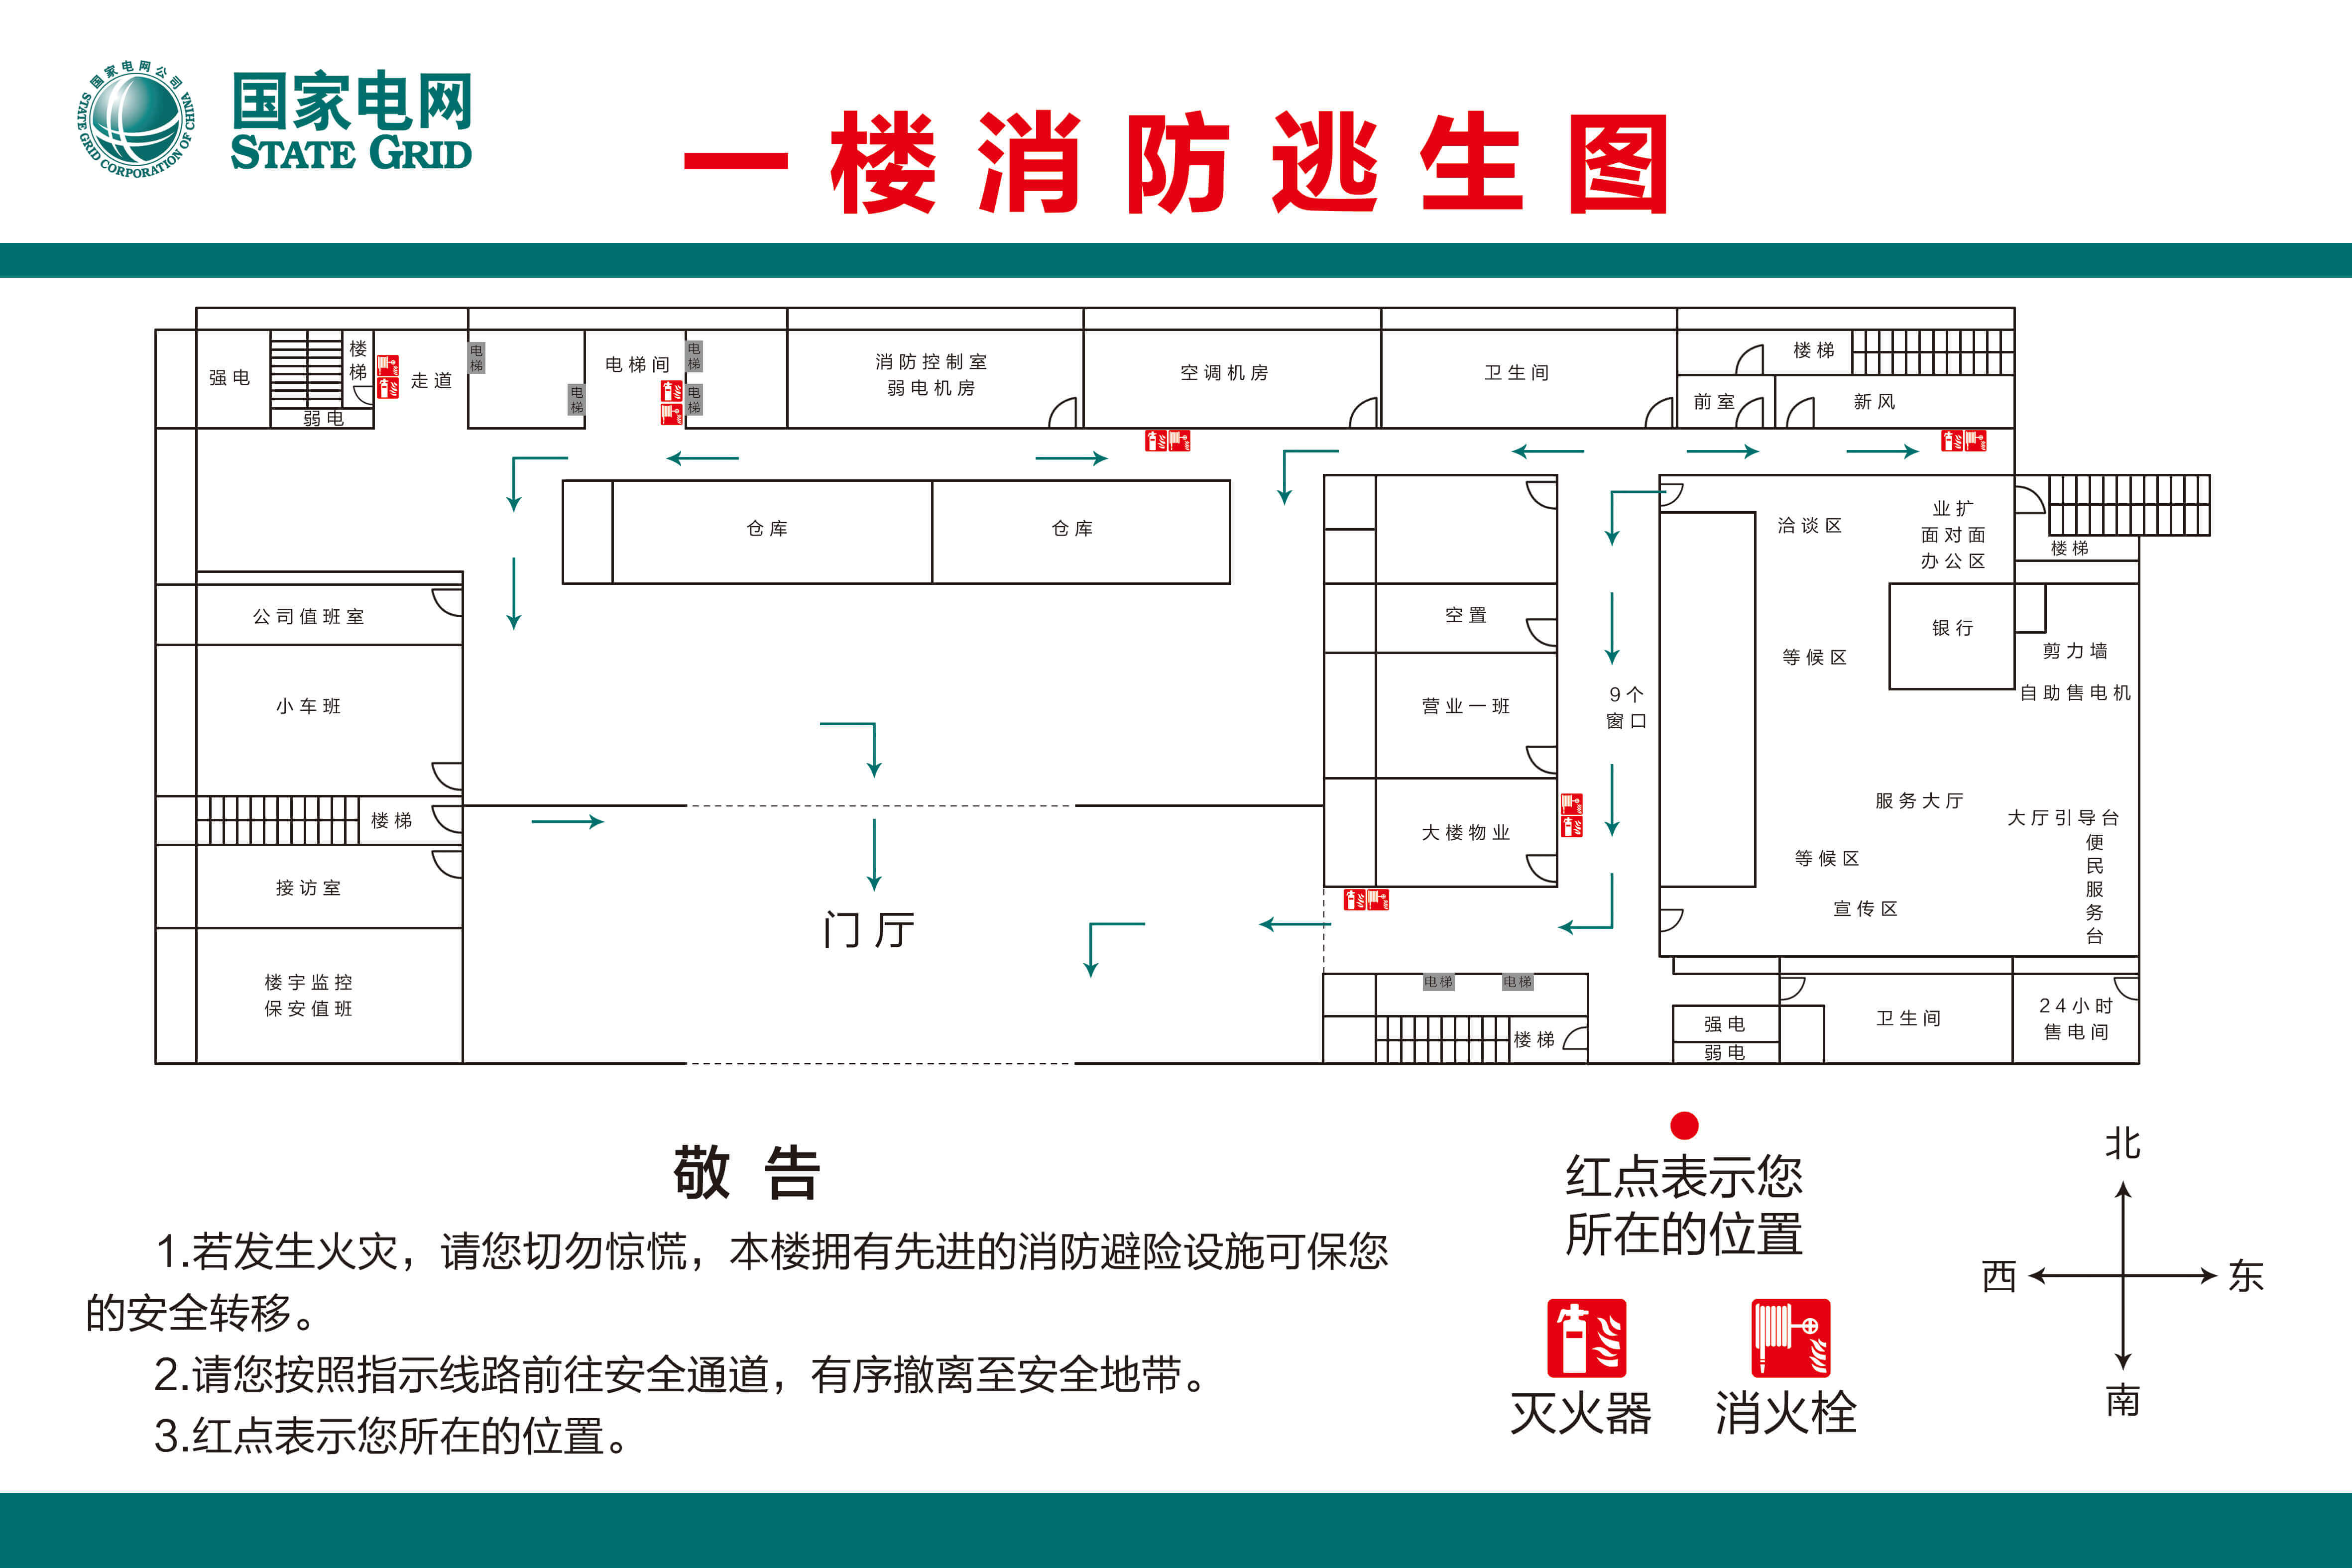 国家电网公司
STATE GRID CORPORATION OF CHINA
国家电网
STATE GRID
一楼消防逃生图
强电
楼梯
弱电
走道
电梯
电梯
电梯间
电梯
电梯
消防控制室
弱电机房
空调机房
卫生间
楼梯
前室
新风
仓库
仓库
洽谈区
业扩
面对面
办公区
楼梯
公司值班室
空置
银行
等候区
剪力墙
自助售电机
小车班
营业一班
9个
窗口
服务大厅
大厅引导台
便民服务台
楼梯
大楼物业
等候区
接访室
宣传区
门厅
楼宇监控
保安值班
电梯
电梯
楼梯
强电
弱电
卫生间
24小时
售电间
敬告
1.若发生火灾，请您切勿惊慌，本楼拥有先进的消防避险设施可保您
的安全转移。
2.请您按照指示线路前往安全通道，有序撤离至安全地带。
3.红点表示您所在的位置。
红点表示您
所在的位置
灭火器
消火栓
北
西
东
南